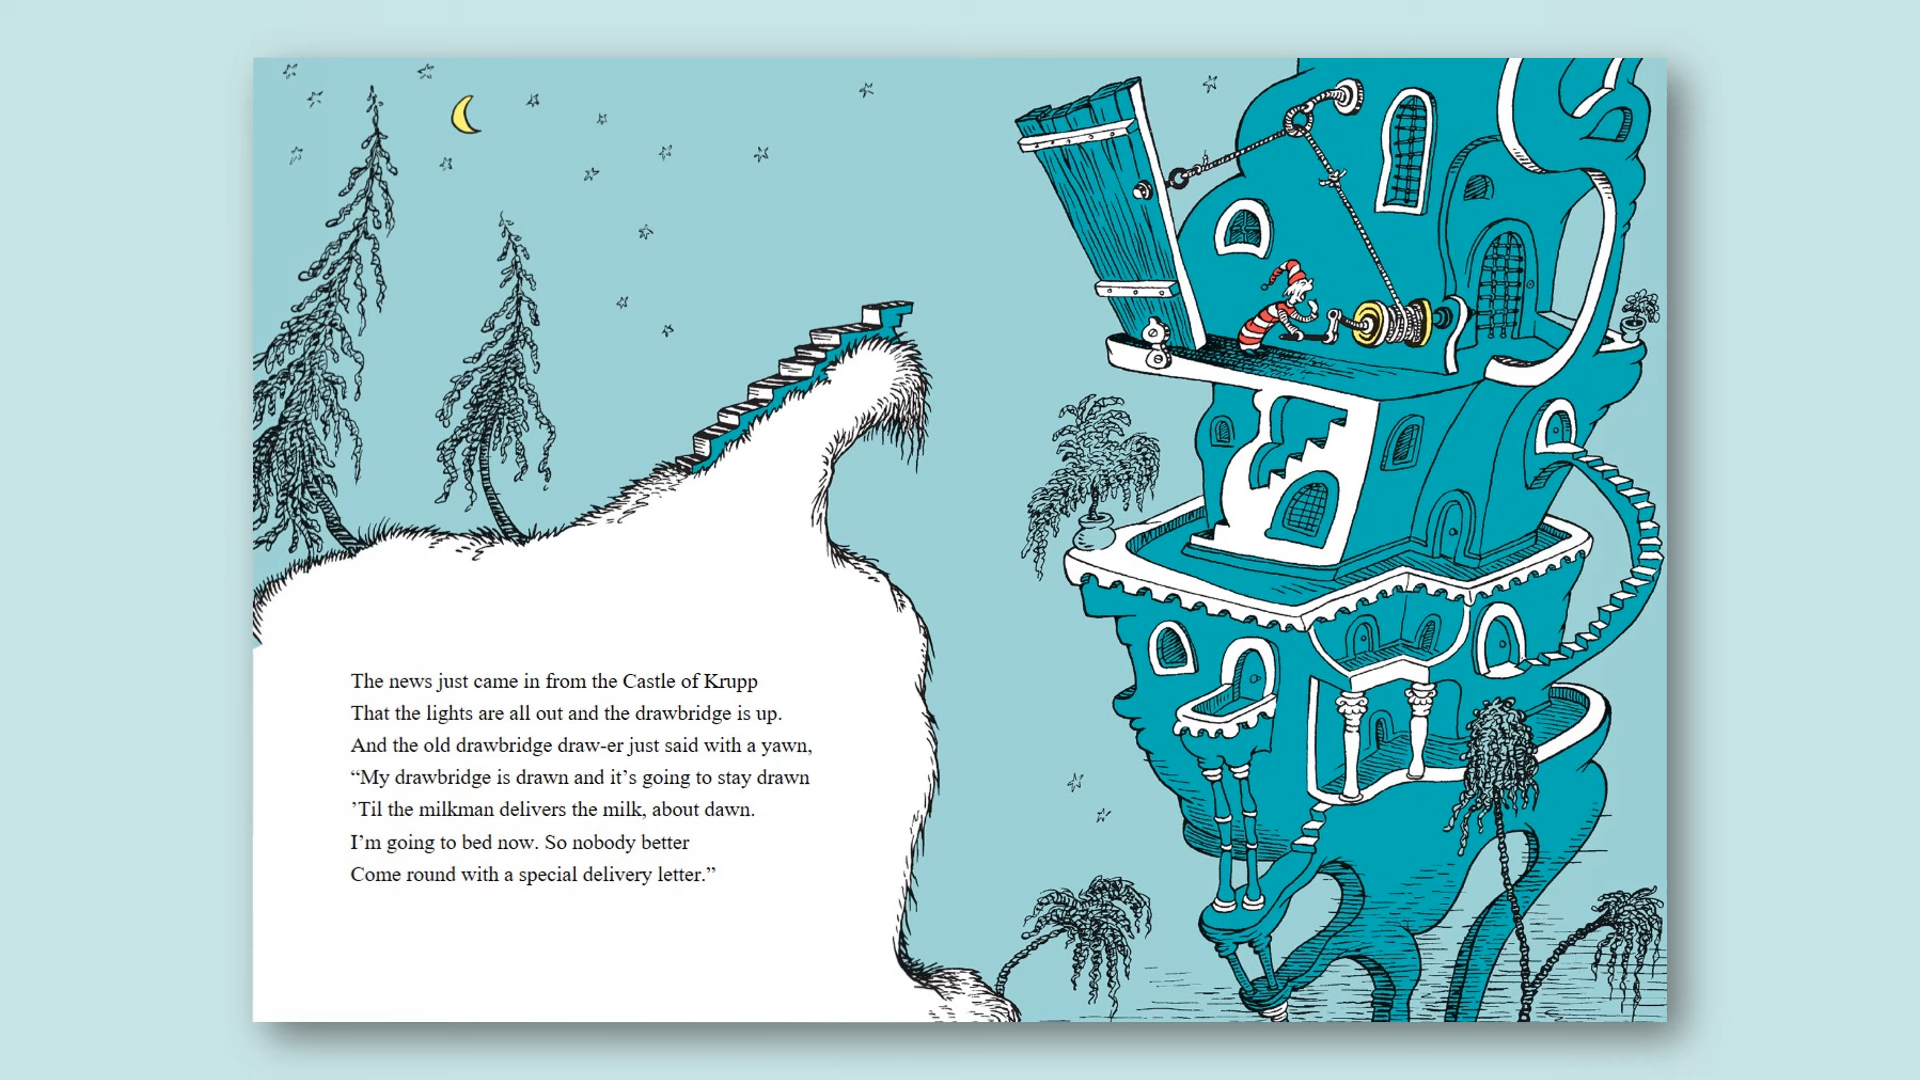 The news just came in from the Castle of Krupp
That the lights are all out and the drawbridge is up.
And the old drawbridge draw-er just said with a yawn,
“My drawbridge is drawn and it’s going to stay drawn
’Til the milkman delivers the milk, about dawn.
I’m going to bed now. So nobody better
Come round with a special delivery letter.”